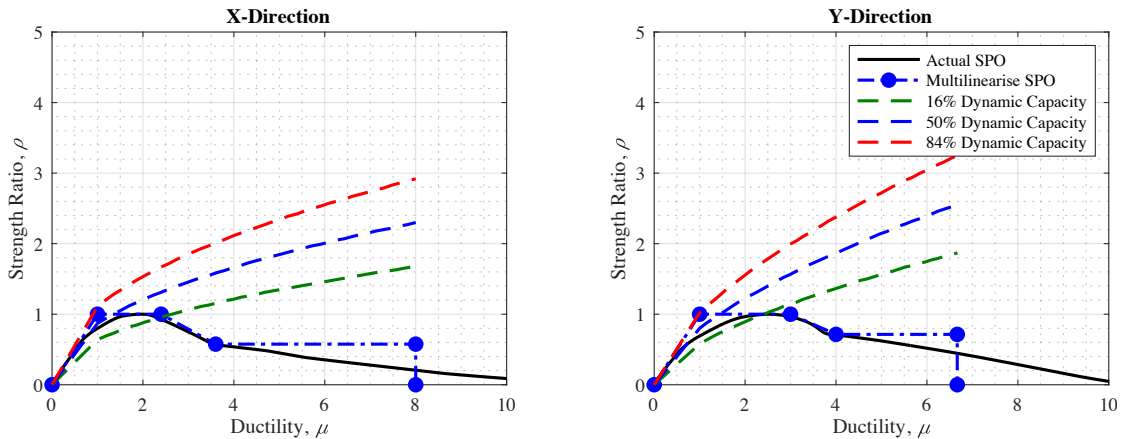 X-Direction
5
4
3
2
1
0
0 2 4 6 8 10
Strength Ratio, ρ
Ductility, μ
Y-Direction
5
4
3
2
1
0
0 2 4 6 8 10
Strength Ratio, ρ
Ductility, μ
Actual SPO
Multilinearise SPO
16% Dynamic Capacity
50% Dynamic Capacity
84% Dynamic Capacity